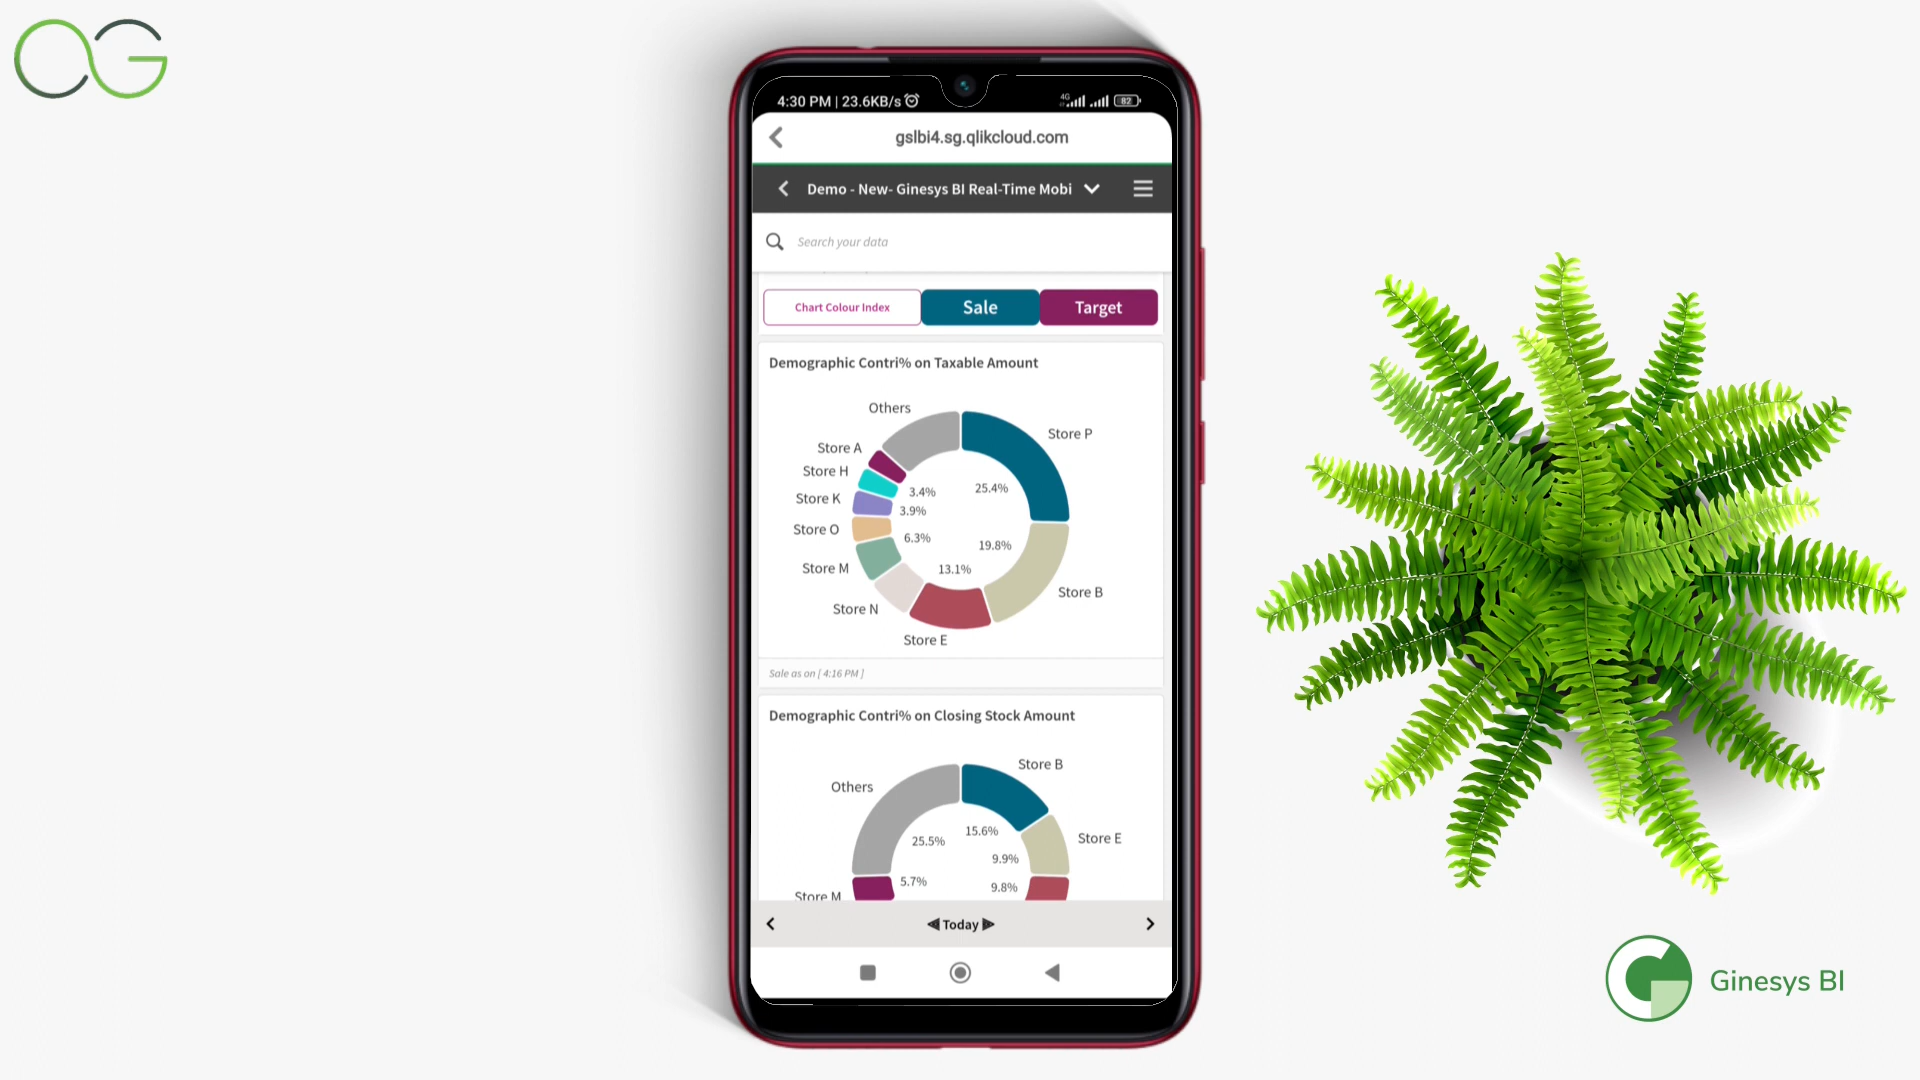 4:30 PM | 23.6KB/s
4G
82
gslbi4.sg.qlikcloud.com
Demo - New- Ginesys BI Real-Time Mobi
Search your data
Chart Colour Index
Sale
Target
Demographic Contri% on Taxable Amount
Others
Store P
Store A
Store H
3.4%
25.4%
Store K
3.9%
Store O
6.3%
19.8%
Store M
13.1%
Store B
Store N
Store E
Sale as on [ 4:16 PM ]
Demographic Contri% on Closing Stock Amount
Store B
Others
15.6%
Store E
25.5%
9.9%
5.7%
9.8%
Store M
Today
Ginesys BI